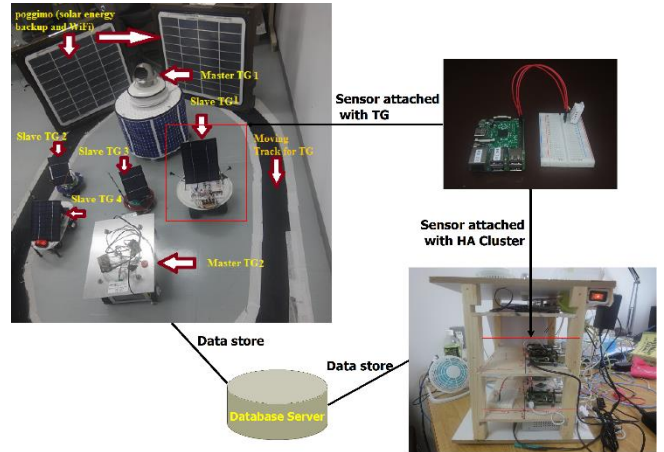 poggimo (solar energy
backup and WiFi)
Master TG 1
Slave TG1
Slave TG 2
Slave TG 3
Moving
Track for TG
Slave TG 4
Master TG2
Sensor attached
with TG
Sensor attached
with HA Cluster
Data store
Data store
Database Server